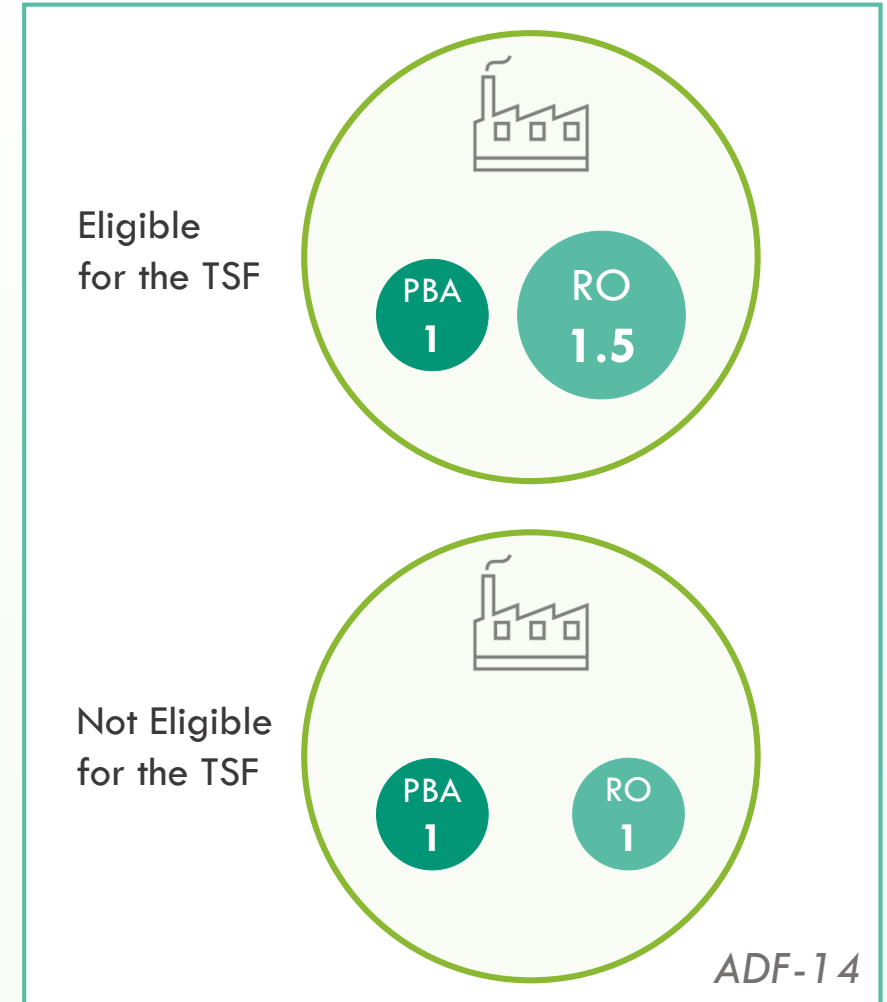 Eligible
for the TSF
PBA
1
RO
1.5
Not Eligible
for the TSF
PBA
1
RO
1
ADF-14